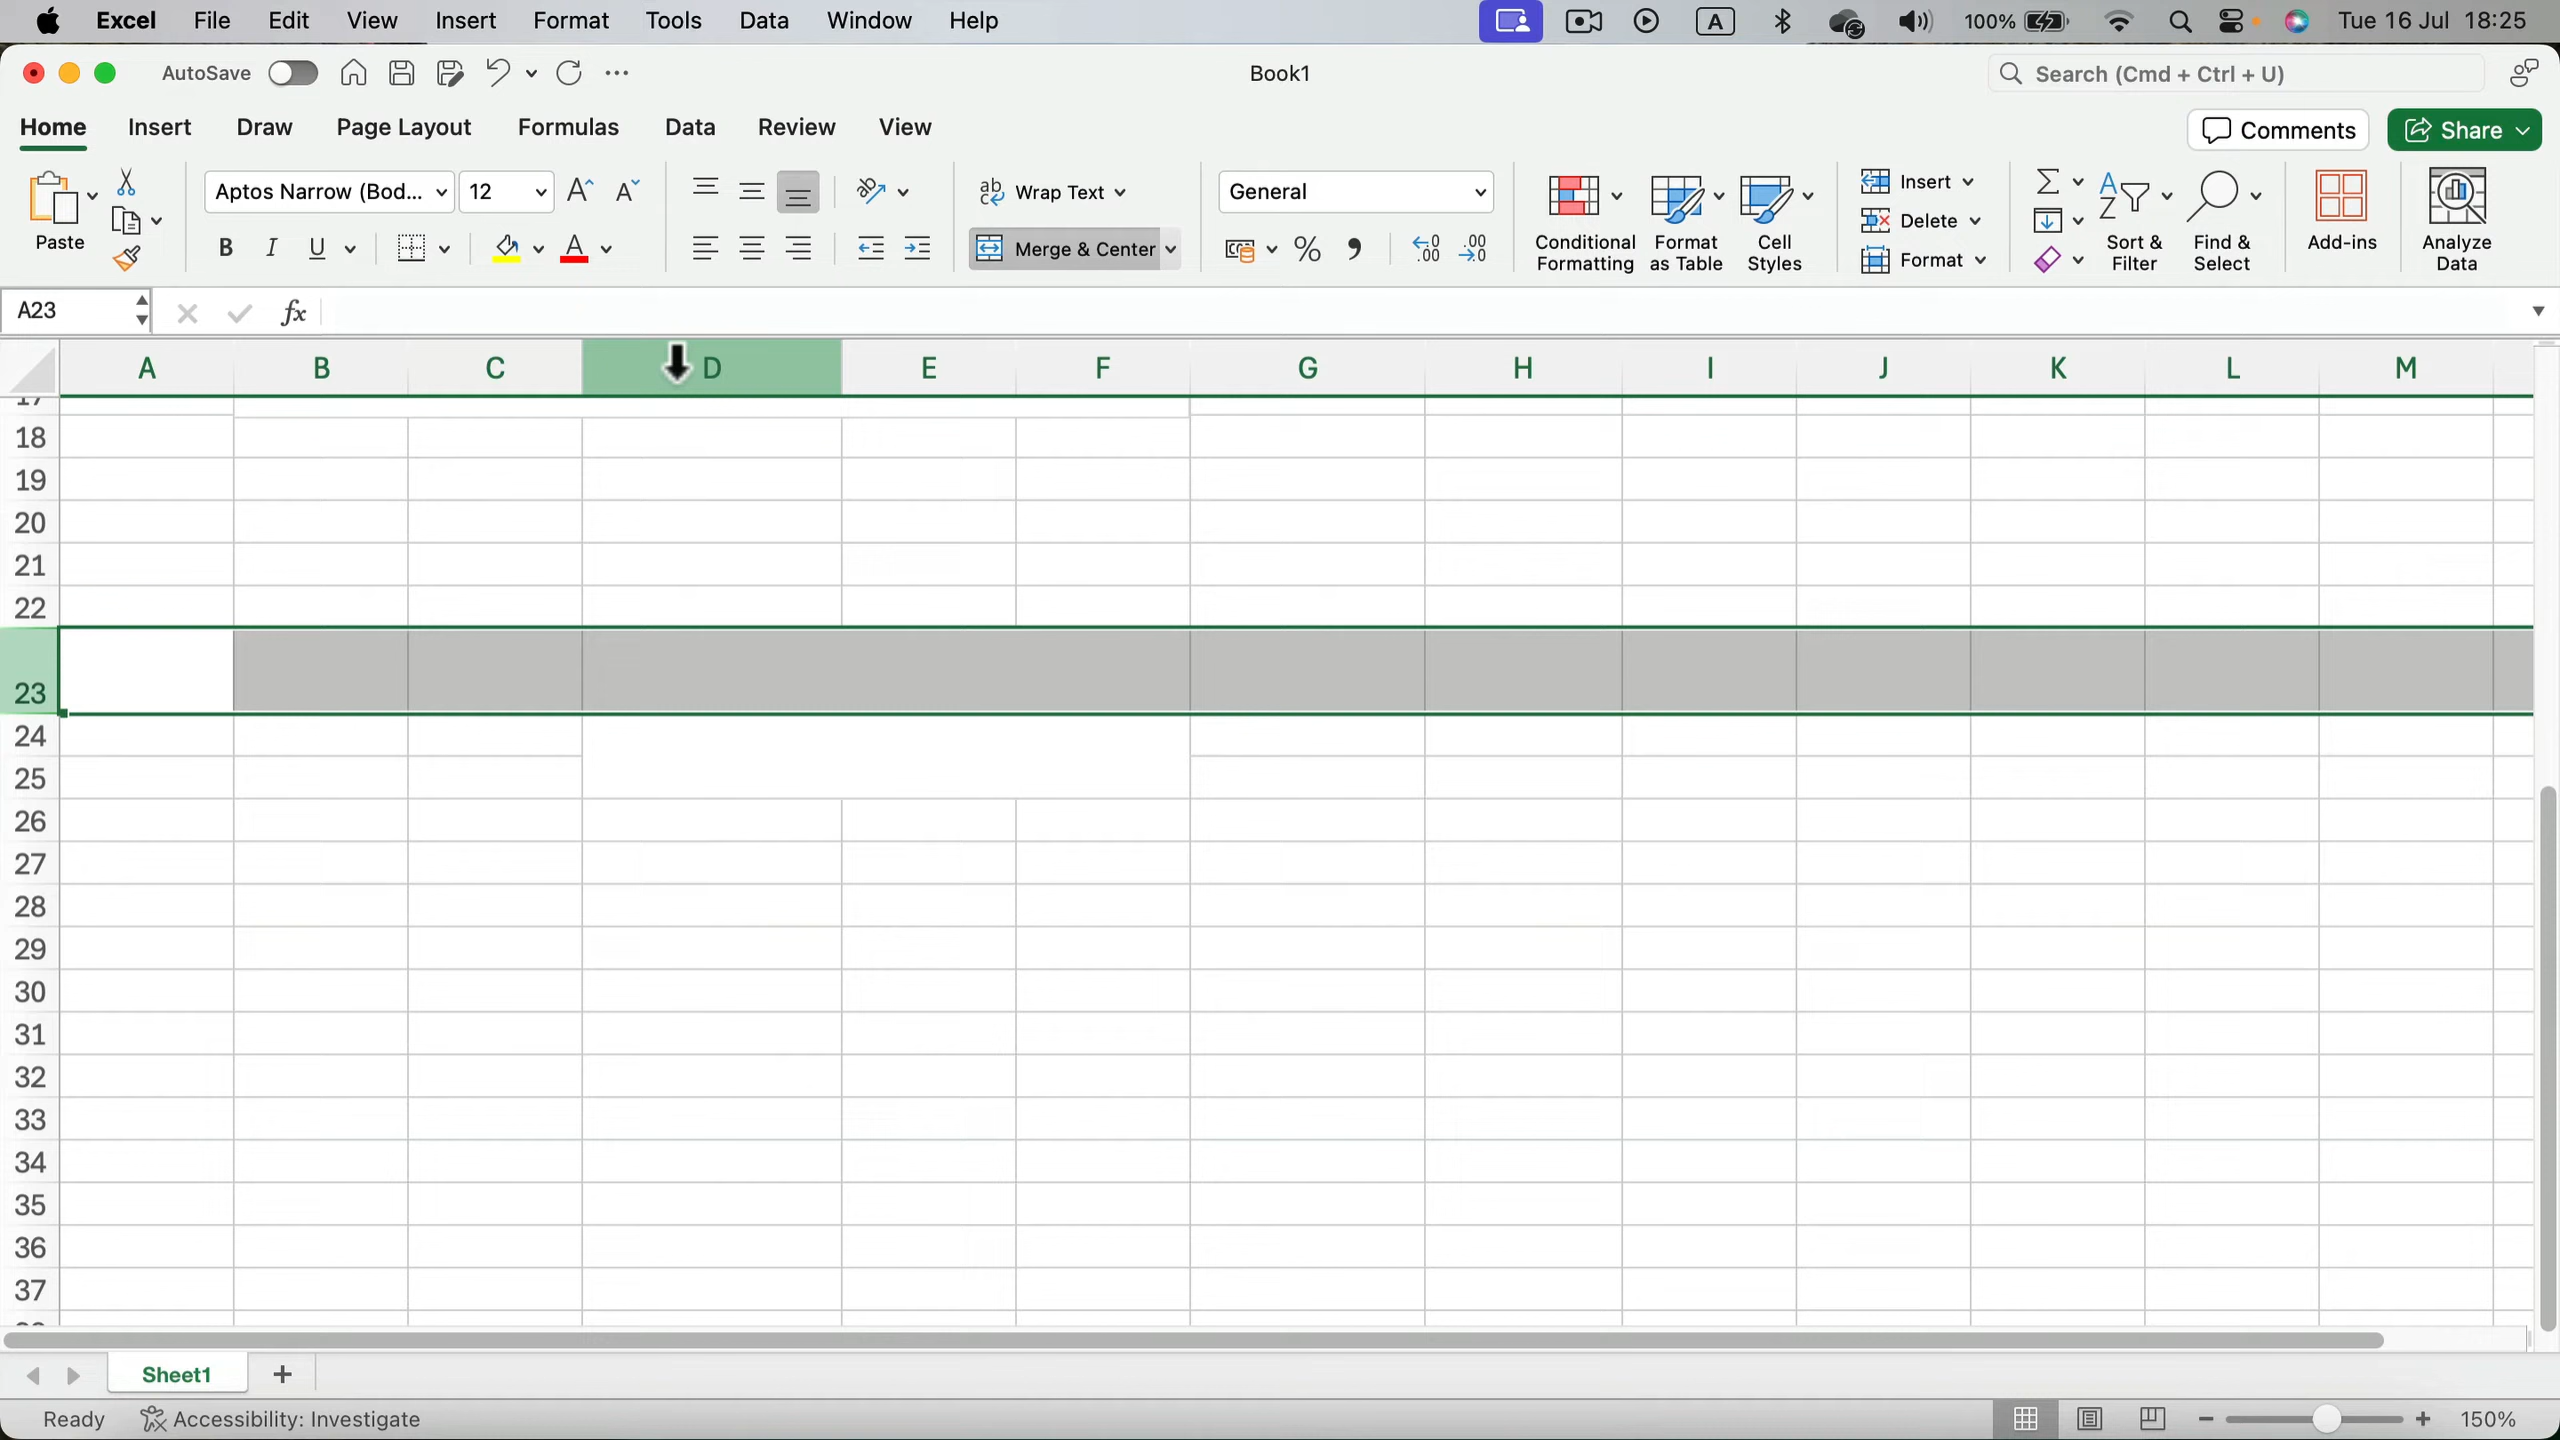 Excel File Edit View Insert Format Tools Data Window Help A 100% Tue 16 Jul 18:25
AutoSave Book1 Search (Cmd + Ctrl + U)
Home Insert Draw Page Layout Formulas Data Review View Comments Share
Paste Aptos Narrow (Bod... 12 Wrap Text General Conditional Formatting Format as Table Cell Styles Insert Sort & Filter Find & Select Add-ins Analyze Data
Delete
B I U Merge & Center Format
A23 fx
A B C D E F G H I J K L M
17
18
19
20
21
22
23
24
25
26
27
28
29
30
31
32
33
34
35
36
37
Sheet1
Ready Accessibility: Investigate 150%